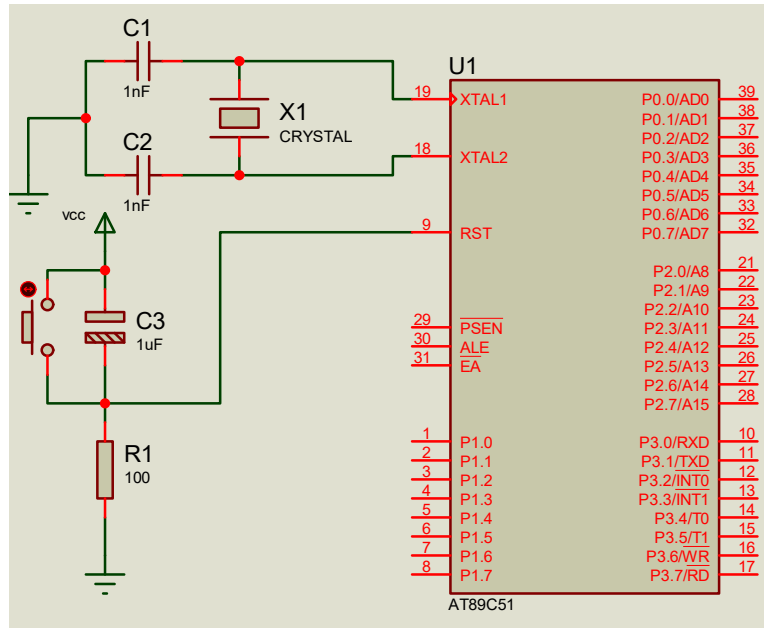 C1
1nF
X1
CRYSTAL
C2
1nF
VCC
C3
1uF
R1
100
U1
19 XTAL1
18 XTAL2
9 RST
29 PSEN
30 ALE
31 EA
1 P1.0
2 P1.1
3 P1.2
4 P1.3
5 P1.4
6 P1.5
7 P1.6
8 P1.7
P0.0/AD0 39
P0.1/AD1 38
P0.2/AD2 37
P0.3/AD3 36
P0.4/AD4 35
P0.5/AD5 34
P0.6/AD6 33
P0.7/AD7 32
P2.0/A8 21
P2.1/A9 22
P2.2/A10 23
P2.3/A11 24
P2.4/A12 25
P2.5/A13 26
P2.6/A14 27
P2.7/A15 28
P3.0/RXD 10
P3.1/TXD 11
P3.2/INT0 12
P3.3/INT1 13
P3.4/T0 14
P3.5/T1 15
P3.6/WR 16
P3.7/RD 17
AT89C51